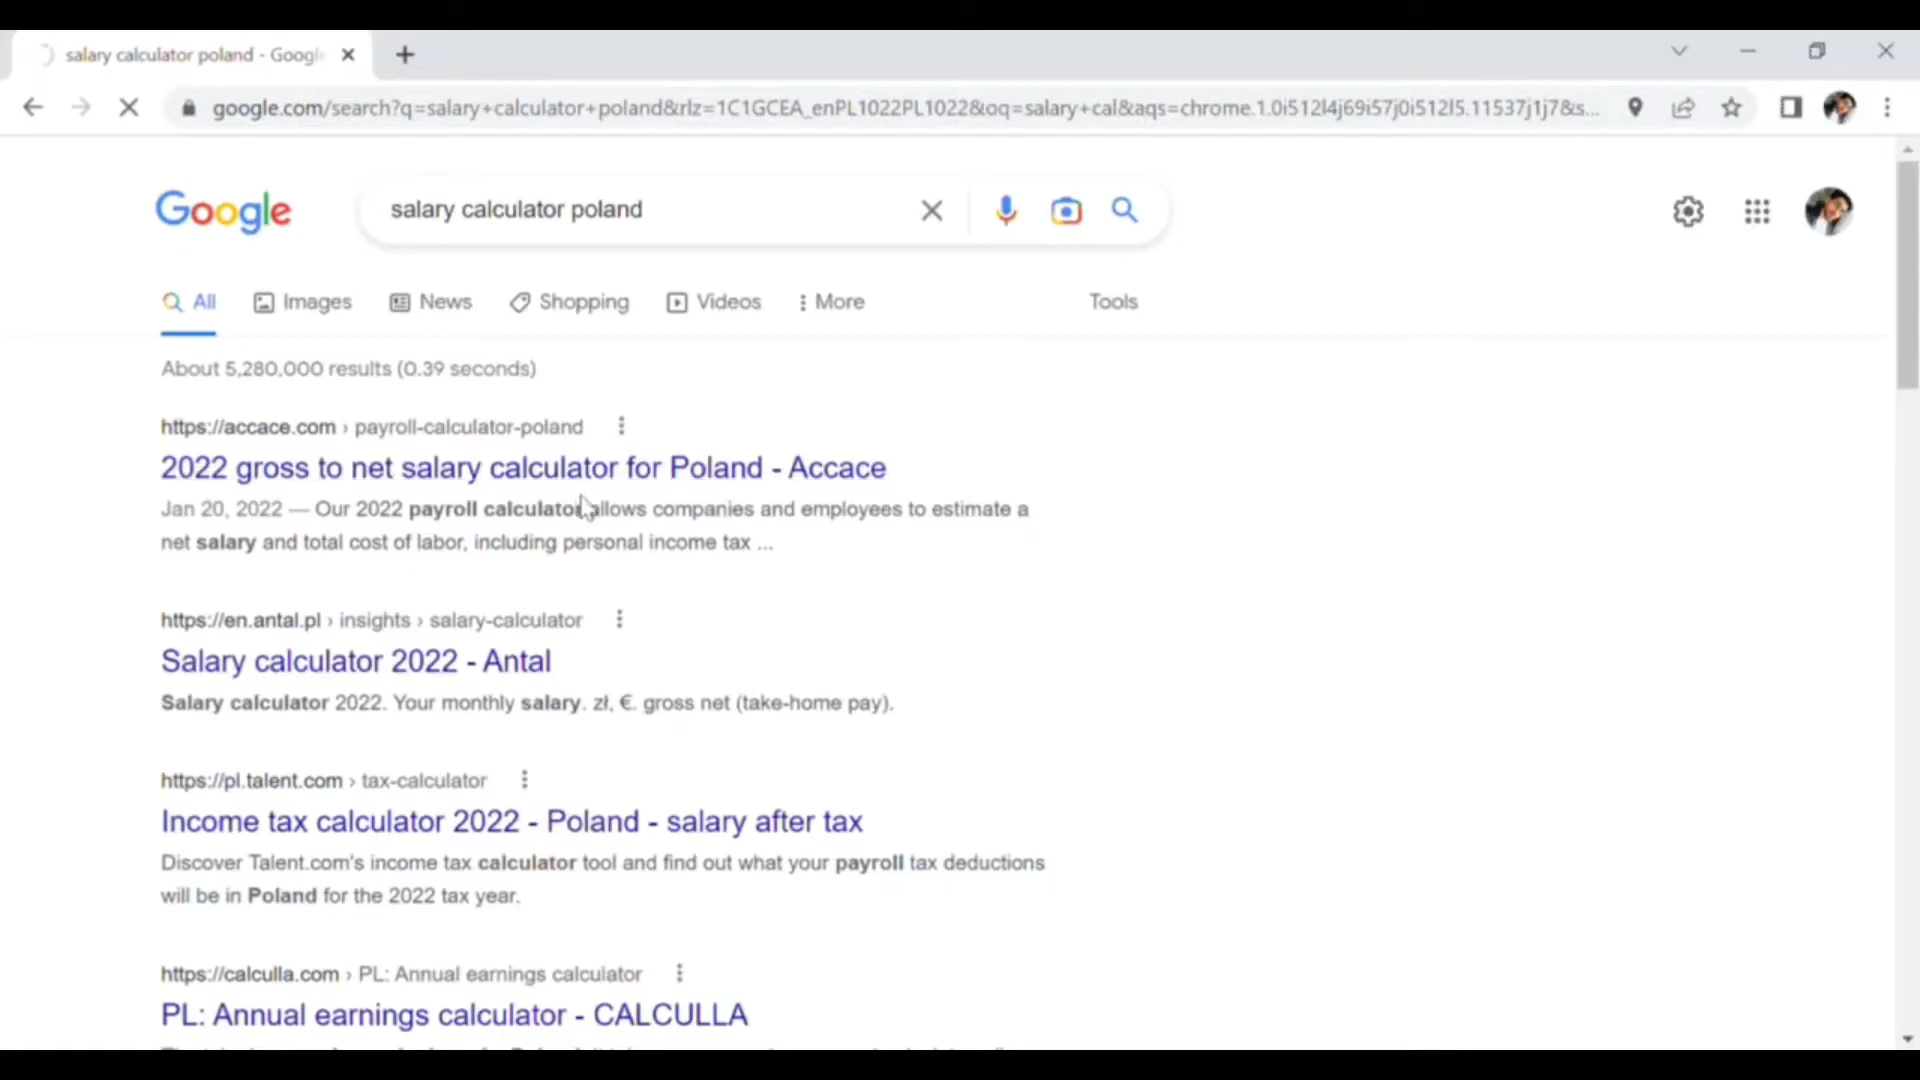 salary calculator poland - Googl
google.com/search?q=salary+calculator+poland&rlz=1C1GCEA_enPL1022PL1022&oq=salary+cal&aqs=chrome.1.0i512l4j69i57j0i512l5.11537j1j7&s...
Google
salary calculator poland
All
Images
News
Shopping
Videos
More
Tools
About 5,280,000 results (0.39 seconds)
https://accace.com › payroll-calculator-poland
2022 gross to net salary calculator for Poland - Accace
Jan 20, 2022 — Our 2022 payroll calculator allows companies and employees to estimate a
net salary and total cost of labor, including personal income tax ...
https://en.antal.pl › insights › salary-calculator
Salary calculator 2022 - Antal
Salary calculator 2022. Your monthly salary. zł, €. gross net (take-home pay).
https://pl.talent.com › tax-calculator
Income tax calculator 2022 - Poland - salary after tax
Discover Talent.com's income tax calculator tool and find out what your payroll tax deductions
will be in Poland for the 2022 tax year.
https://calculla.com › PL: Annual earnings calculator
PL: Annual earnings calculator - CALCULLA